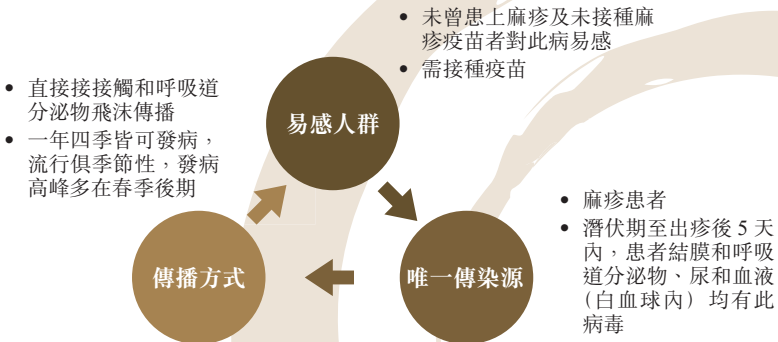 • 未曾患上麻疹及未接種麻
疹疫苗者對此病易感
• 需接種疫苗
易感人群
• 直接接接觸和呼吸道
分泌物飛沫傳播
• 一年四季皆可發病，
流行俱季節性，發病
高峰多在春季後期
傳播方式
唯一傳染源
• 麻疹患者
• 潛伏期至出疹後 5 天
內，患者結膜和呼吸
道分泌物、尿和血液
(白血球內) 均有此
病毒